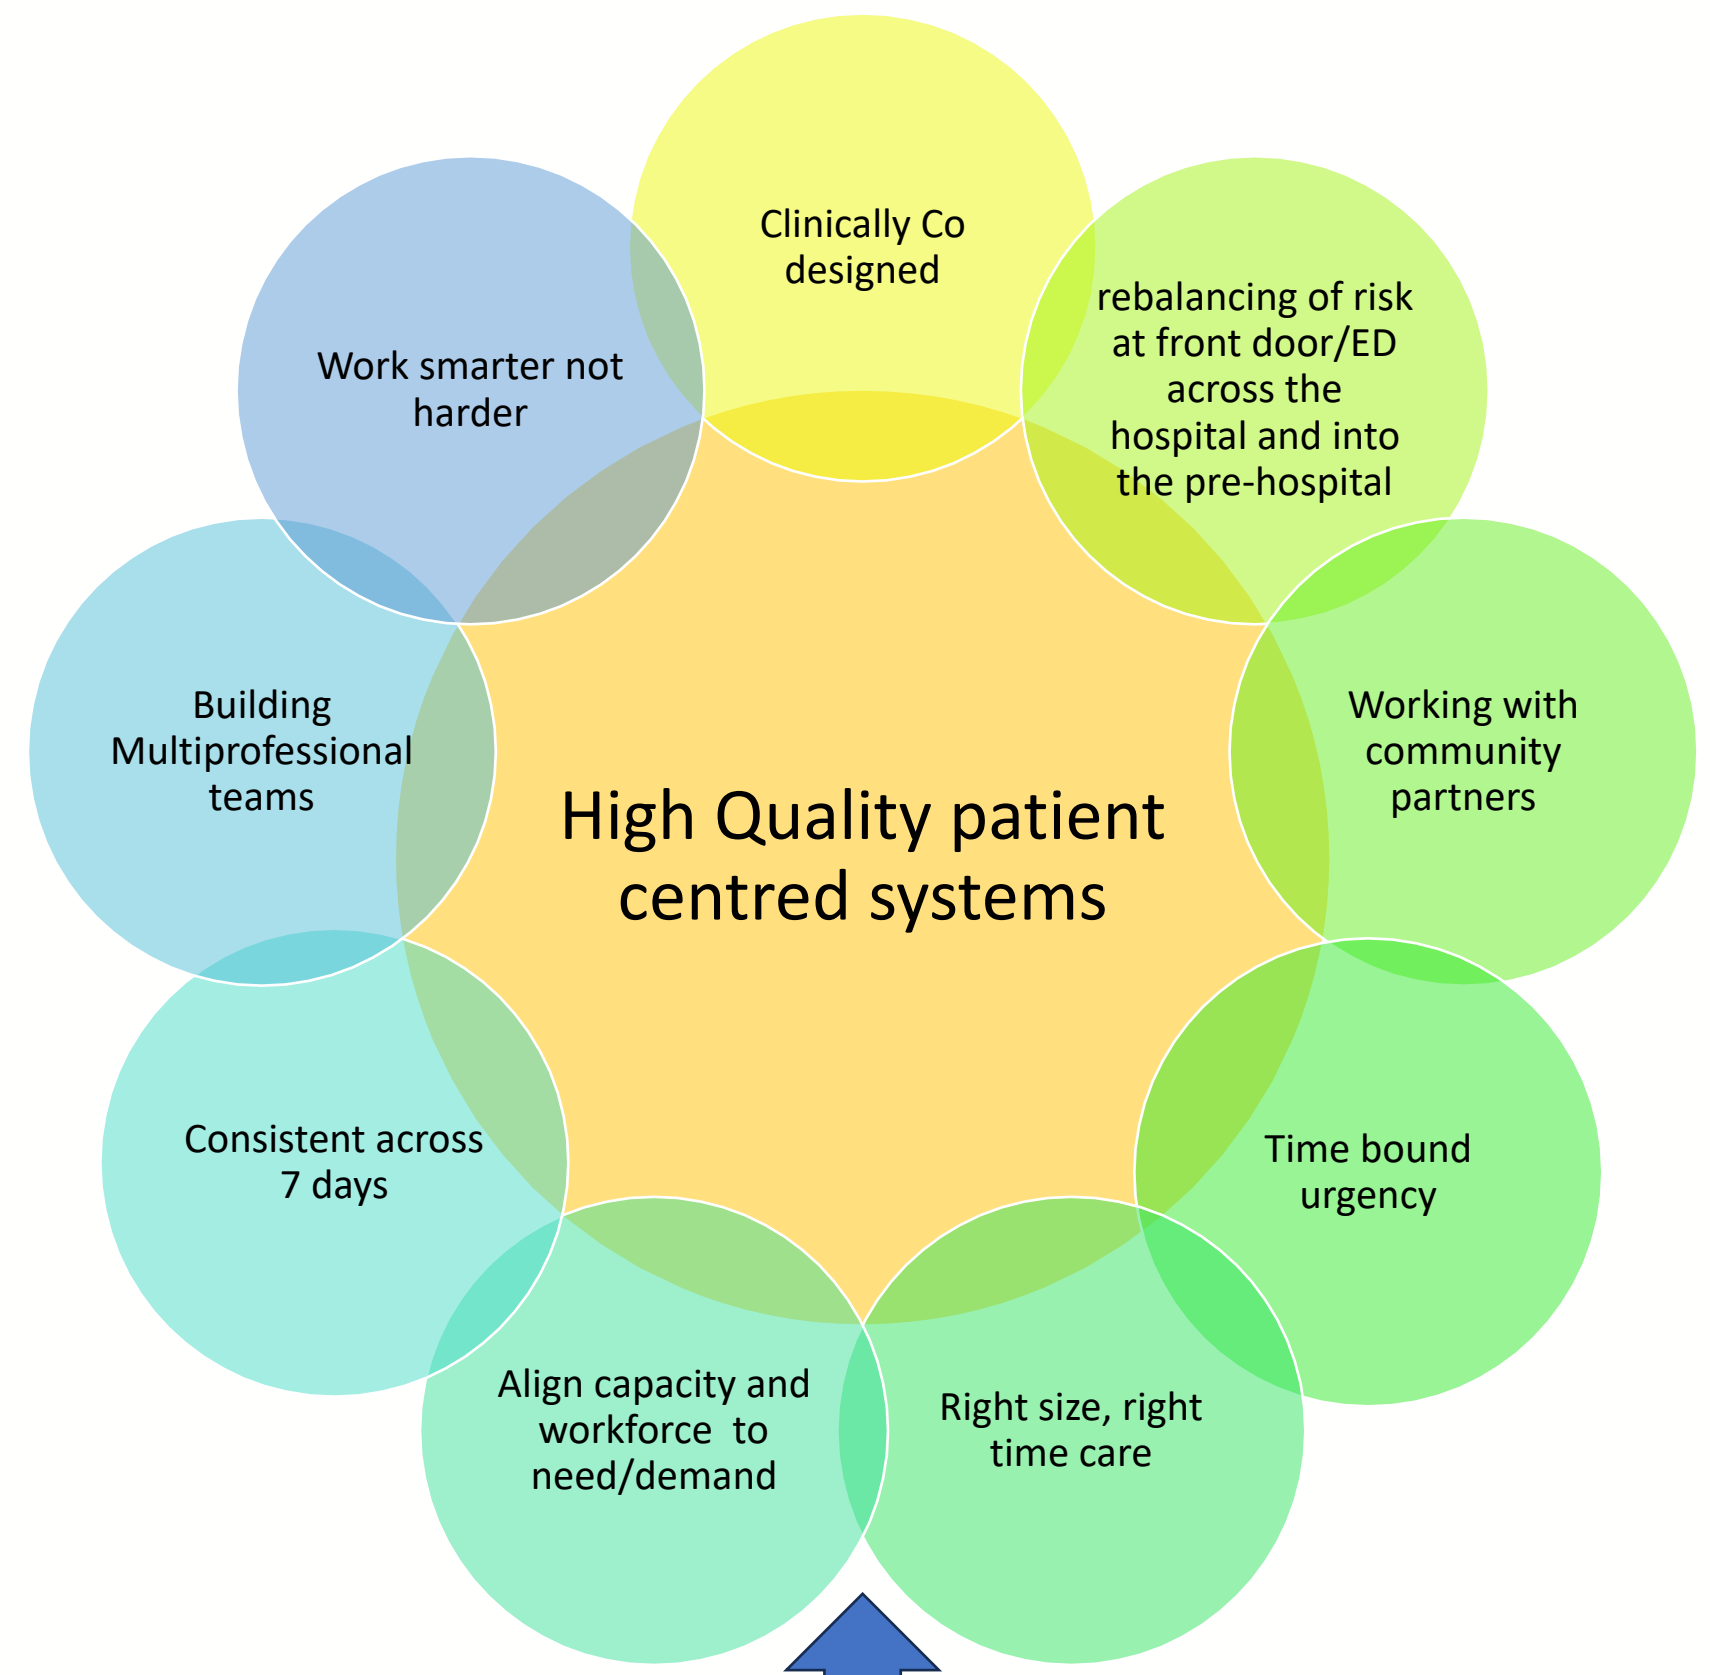 Clinically Co
designed
rebalancing of risk
at front door/ED
across the
hospital and into
the pre-hospital
Working with
community
partners
Time bound
urgency
Right size, right
time care
Align capacity and
workforce  to
need/demand
Consistent across
7 days
Building
Multiprofessional
teams
Work smarter not
harder
High Quality patient
centred systems